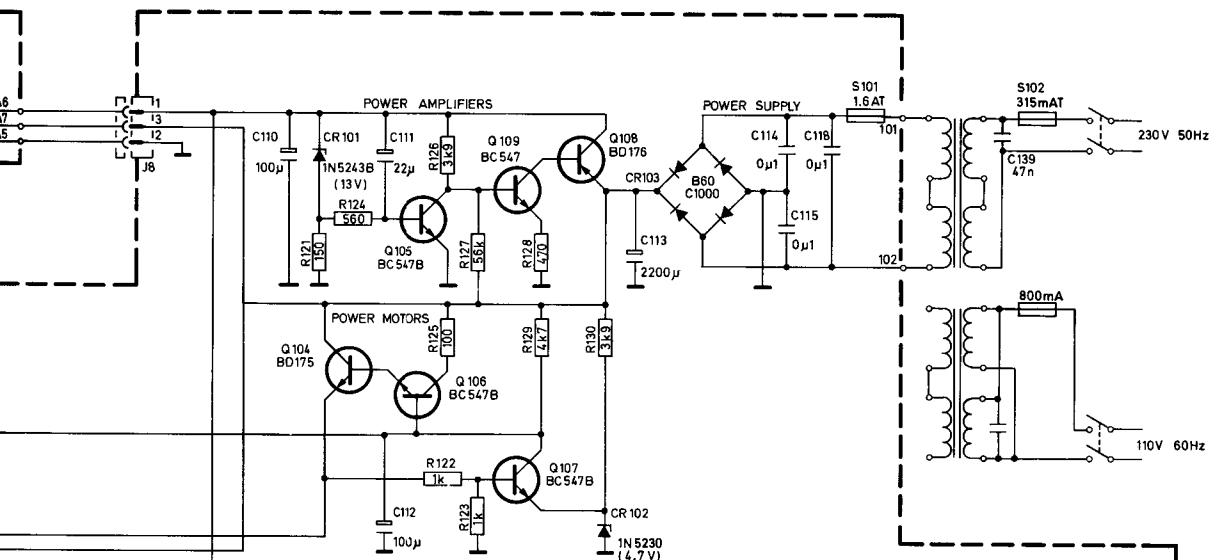 A6
A7
A5
1
3
2
J8
POWER AMPLIFIERS
C110
100µ
CR101
1N5243B
(13V)
C111
22µ
R126
3k9
Q109
BC547
Q108
BD176
R124
560
R121
150
Q105
BC547B
R127
56k
R128
470
CR103
C113
2200µ
POWER SUPPLY
B60
C1000
C114
0µ1
C118
0µ1
C115
0µ1
S101
1.6AT
101
102
S102
315mAT
C139
47n
230V 50Hz
800mA
110V 60Hz
POWER MOTORS
Q104
BD175
R125
100
Q106
BC547B
R129
4k7
R130
3k9
R122
1k
R123
1k
Q107
BC547B
C112
100µ
CR102
1N5230
(4.7V)